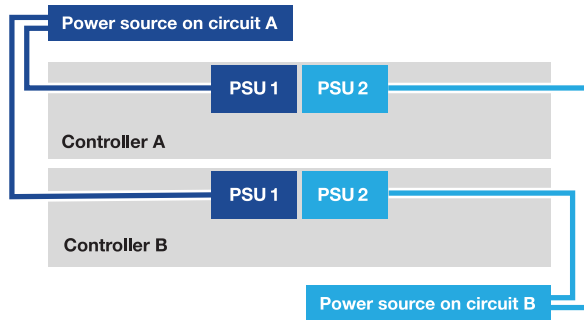 Power source on circuit A
PSU 1
PSU 2
Controller A
PSU 1
PSU 2
Controller B
Power source on circuit B